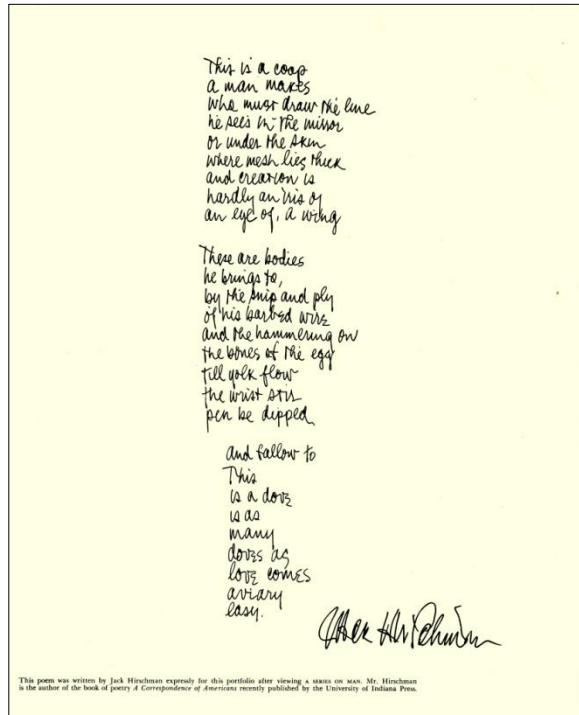 This is a coop
a man makes
who must draw the line
he sees in the mirror
or under the skin
where mesh lies thick
and creation is
hardly an iris of
an eye of, a wing
These are bodies
he brings to,
by the snip and ply
of his barbed wire
and the hammering on
the bones of the egg
till yolk flow
the wrist stir
pen be dipped
and fallow to
This
is a dove
is as
many
doves as
love comes
aviary
easy.
Jack Hirschman
This poem was written by Jack Hirschman expressly for this portfolio after viewing A SERIES ON MAN. Mr. Hirschman
is the author of the book of poetry A Correspondence of Americans recently published by the University of Indiana Press.